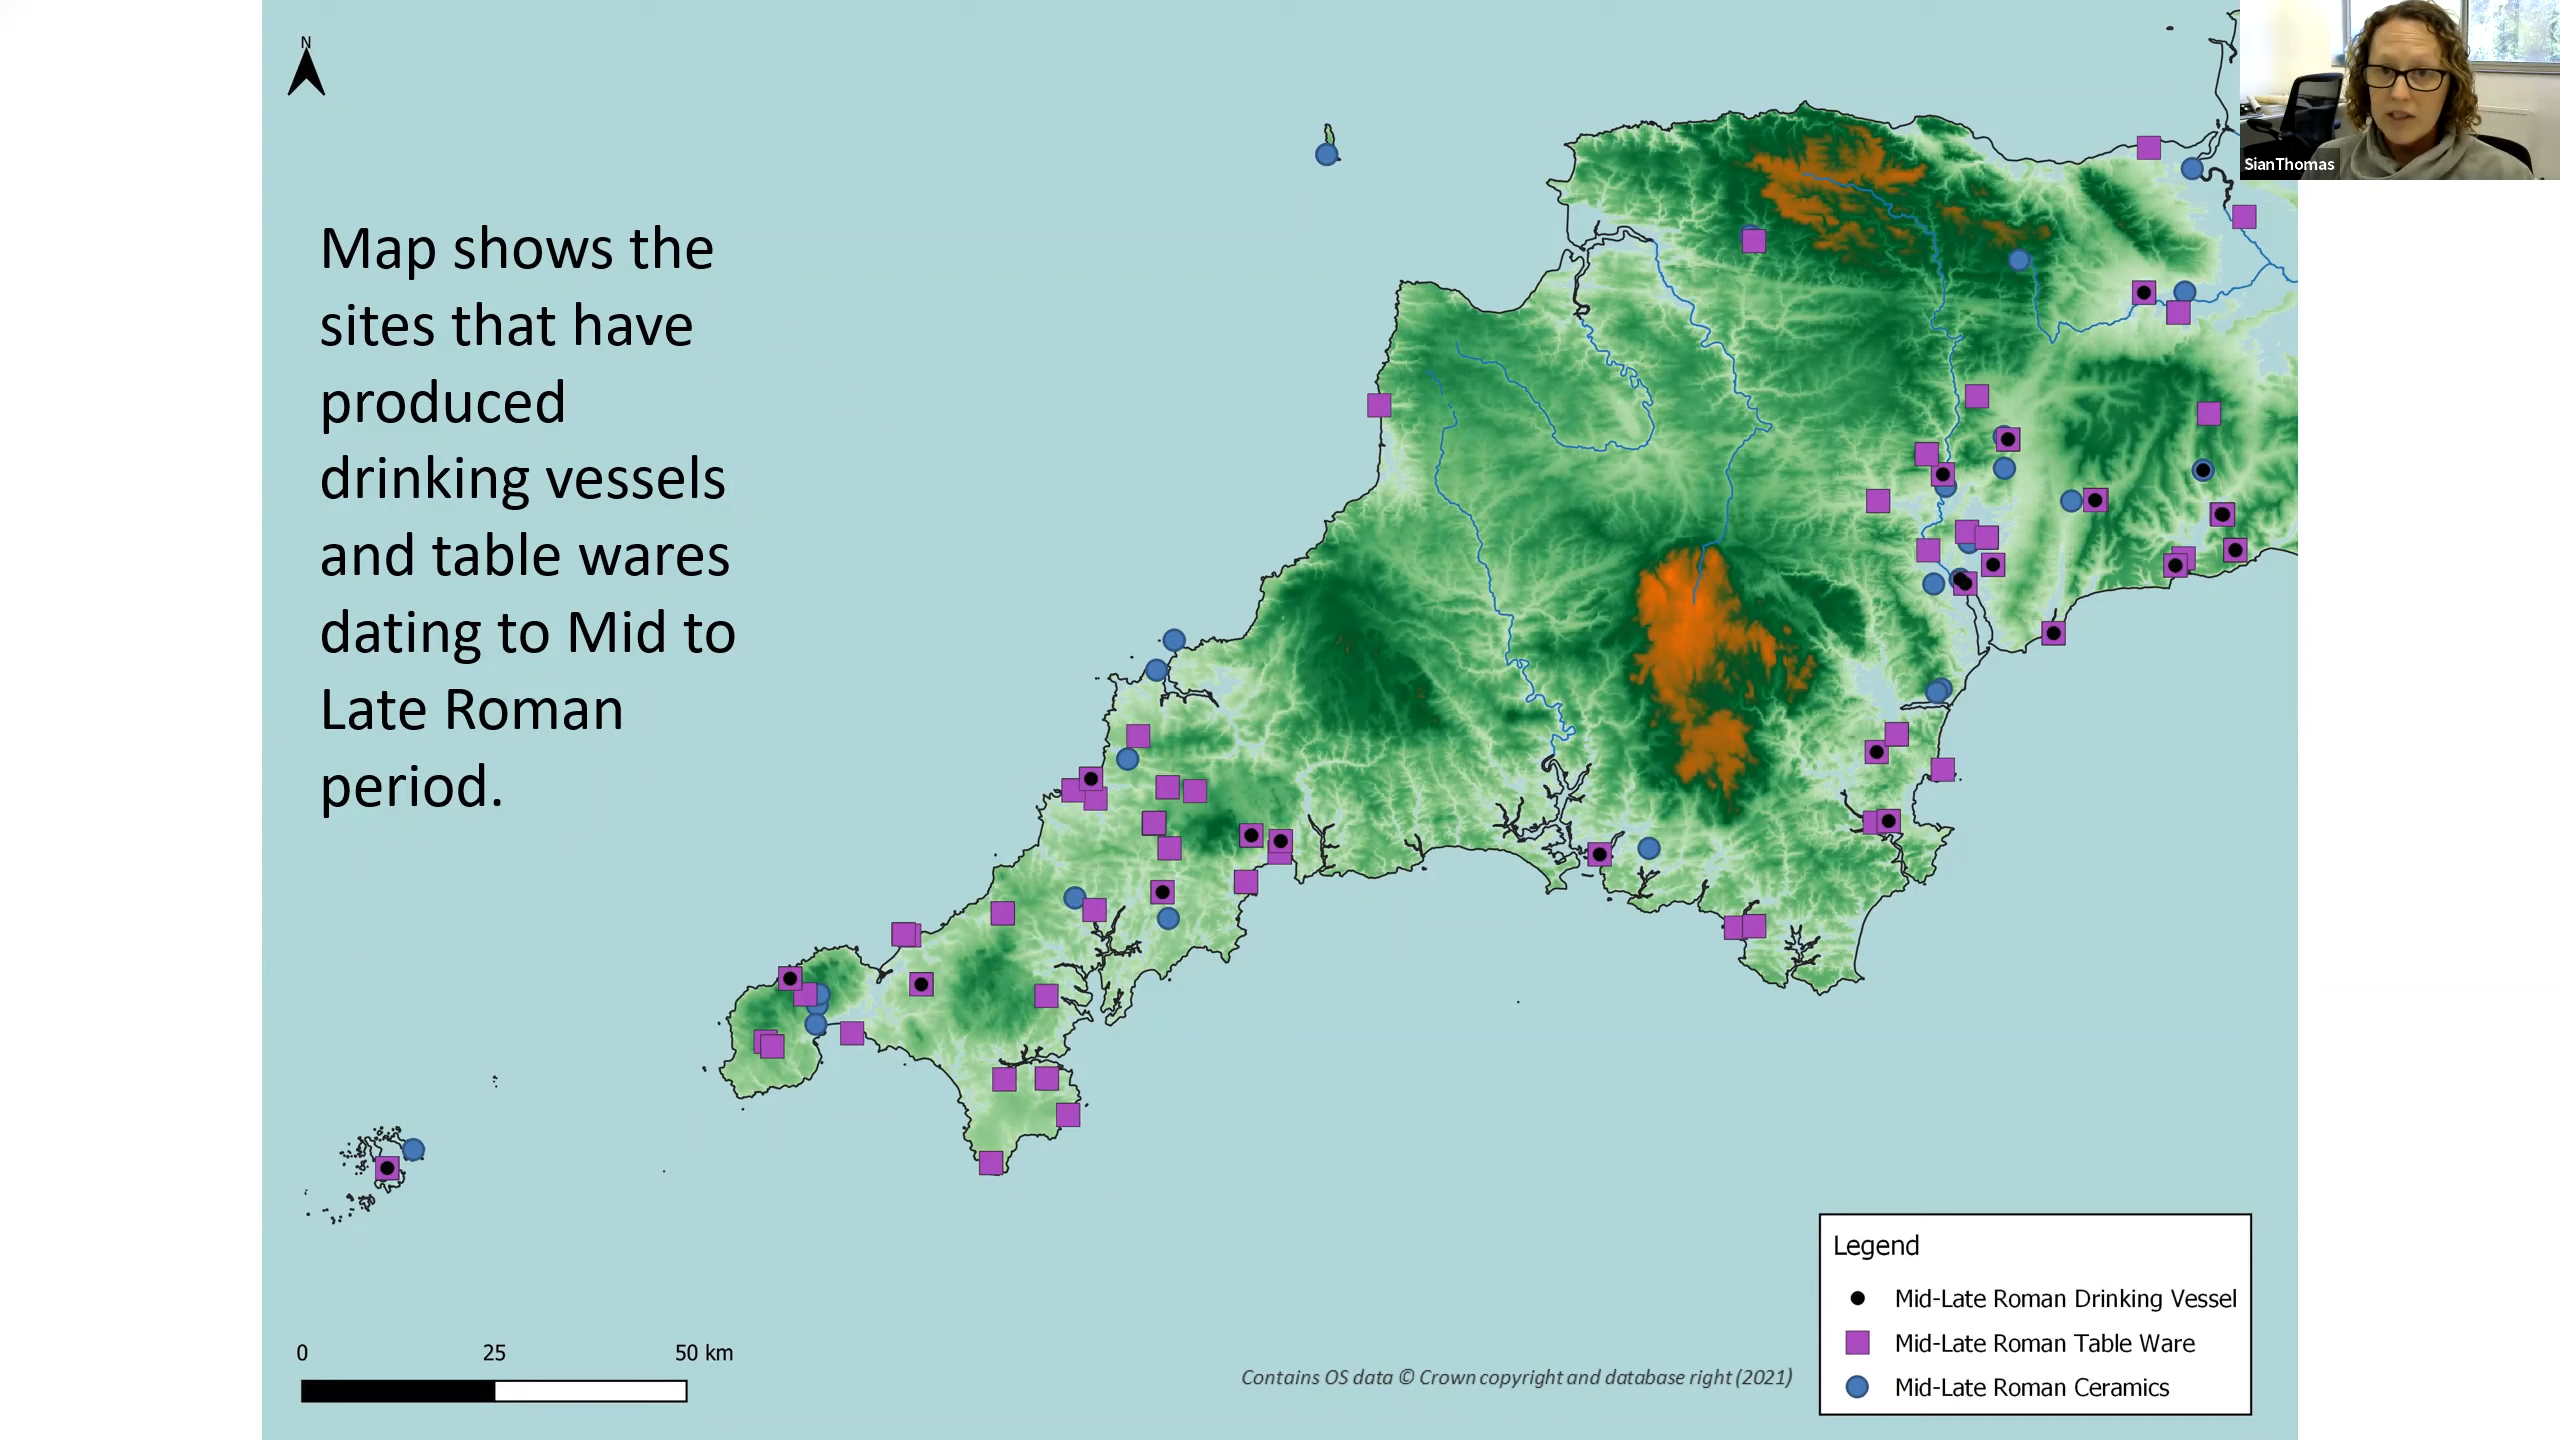 N
SianThomas
Map shows the
sites that have
produced
drinking vessels
and table wares
dating to Mid to
Late Roman
period.
Legend
Mid-Late Roman Drinking Vessel
Mid-Late Roman Table Ware
Mid-Late Roman Ceramics
0 25 50 km
Contains OS data © Crown copyright and database right (2021)